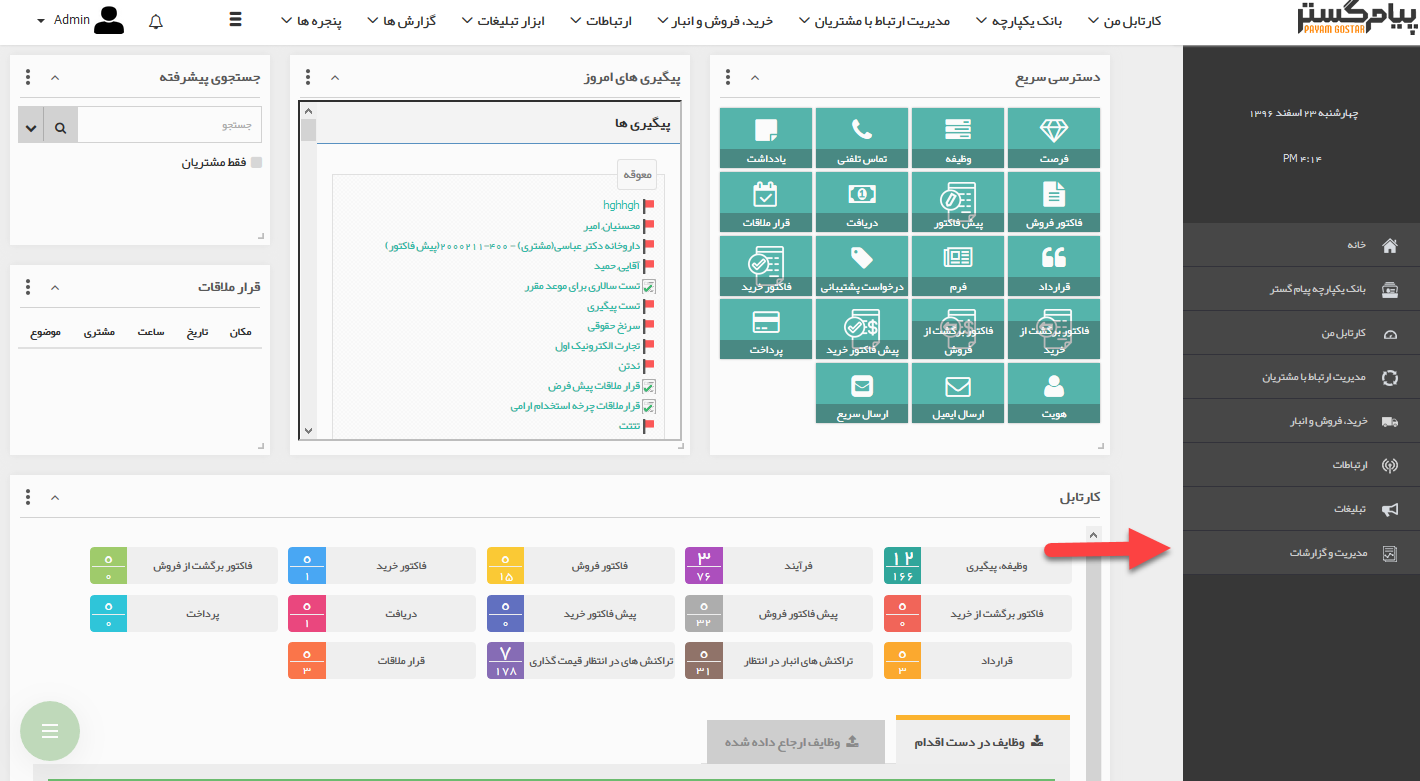 پیام‌گستر
PAYAM GOSTAR
کارتابل من
بانک یکپارچه
مدیریت ارتباط با مشتریان
خرید، فروش و انبار
ارتباطات
ابزار تبلیغات
گزارش ها
پنجره ها
Admin
چهارشنبه ۲۳ اسفند ۱۳۹۶
۴:۱۴ PM
خانه
بانک یکپارچه پیام گستر
کارتابل من
مدیریت ارتباط با مشتریان
خرید، فروش و انبار
ارتباطات
تبلیغات
مدیریت و گزارشات
دسترسی سریع
فرصت
وظیفه
تماس تلفنی
یادداشت
فاکتور فروش
پیش فاکتور
دریافت
قرار ملاقات
قرارداد
فرم
درخواست پشتیبانی
فاکتور خرید
فاکتور برگشت از
خرید
فاکتور برگشت از
فروش
پیش فاکتور خرید
پرداخت
هویت
ارسال ایمیل
ارسال سریع
پیگیری های امروز
پیگیری ها
معوقه
hghhgh
محسنیان, امیر
داروخانه دکتر عباسی(مشتری) - ۴۰۰-۲۰۰۰۲۱۱(پیش فاکتور)
آقایی, حمید
تست سالاری برای موعد مقرر
تست پیگیری
سرنخ حقوقی
تجارت الکترونیک اول
ئدتن
قرار ملاقات پیش فرض
قرارملاقات چرخه استخدام ارامی
تتتت
جستجوی پیشرفته
جستجو
فقط مشتریان
قرار ملاقات
مکان
تاریخ
ساعت
مشتری
موضوع
کارتابل
وظیفه، پیگیری
۱۲
۱۶۶
فرآیند
۳
۷۶
فاکتور فروش
۰
۱۵
فاکتور خرید
۰
۱
فاکتور برگشت از فروش
۰
۰
فاکتور برگشت از خرید
۰
۰
پیش فاکتور فروش
۰
۳۲
پیش فاکتور خرید
۰
۰
دریافت
۰
۱
پرداخت
۰
۰
قرارداد
۰
۳
تراکنش های انبار در انتظار
۰
۳۱
تراکنش های در انتظار قیمت گذاری
۷
۱۷۸
قرار ملاقات
۰
۳
وظایف در دست اقدام
وظایف ارجاع داده شده